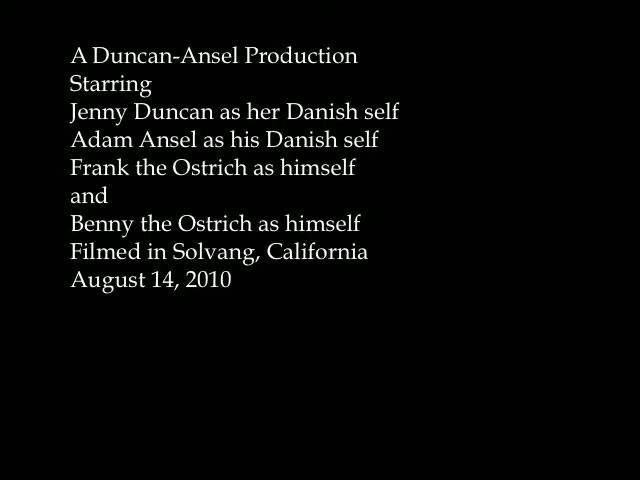 A Duncan-Ansel Production
Starring
Jenny Duncan as her Danish self
Adam Ansel as his Danish self
Frank the Ostrich as himself
and
Benny the Ostrich as himself
Filmed in Solvang, California
August 14, 2010